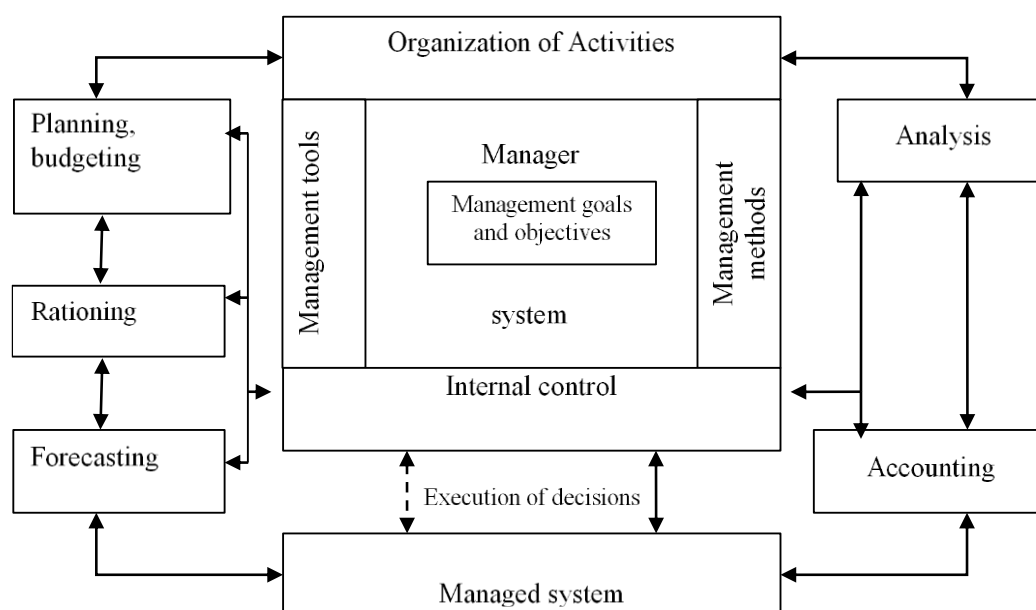 Organization of Activities
Planning,
budgeting
Rationing
Forecasting
Management tools
Manager
Management goals
and objectives
system
Management
methods
Internal control
Analysis
Accounting
Execution of decisions
Managed system